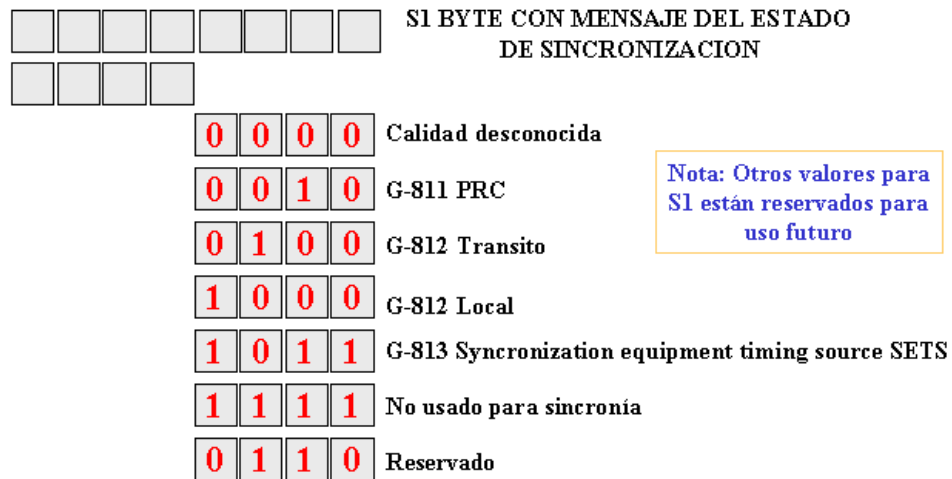 S1 BYTE CON MENSAJE DEL ESTADO
DE SINCRONIZACION
0 0 0 0 Calidad desconocida
0 0 1 0 G-811 PRC
0 1 0 0 G-812 Transito
1 0 0 0 G-812 Local
1 0 1 1 G-813 Syncronization equipment timing source SETS
1 1 1 1 No usado para sincronía
0 1 1 0 Reservado
Nota: Otros valores para
S1 están reservados para
uso futuro